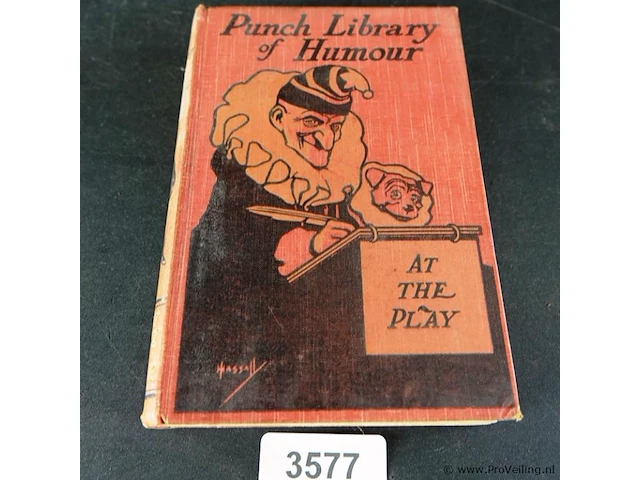 Punch Library
of Humour
AT
THE
PLAY
HASSALL
3577
© www.ProVeiling.nl